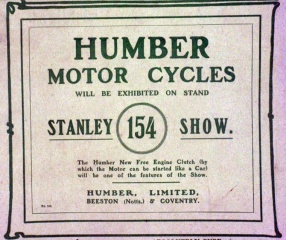 HUMBER
MOTOR CYCLES
WILL BE EXHIBITED ON STAND
STANLEY 154 SHOW.
The Humber New Free Engine Clutch (by
which the Motor can be started like a Car)
will be one of the features of the Show.
HUMBER, LIMITED,
BEESTON (Notts.) & COVENTRY.